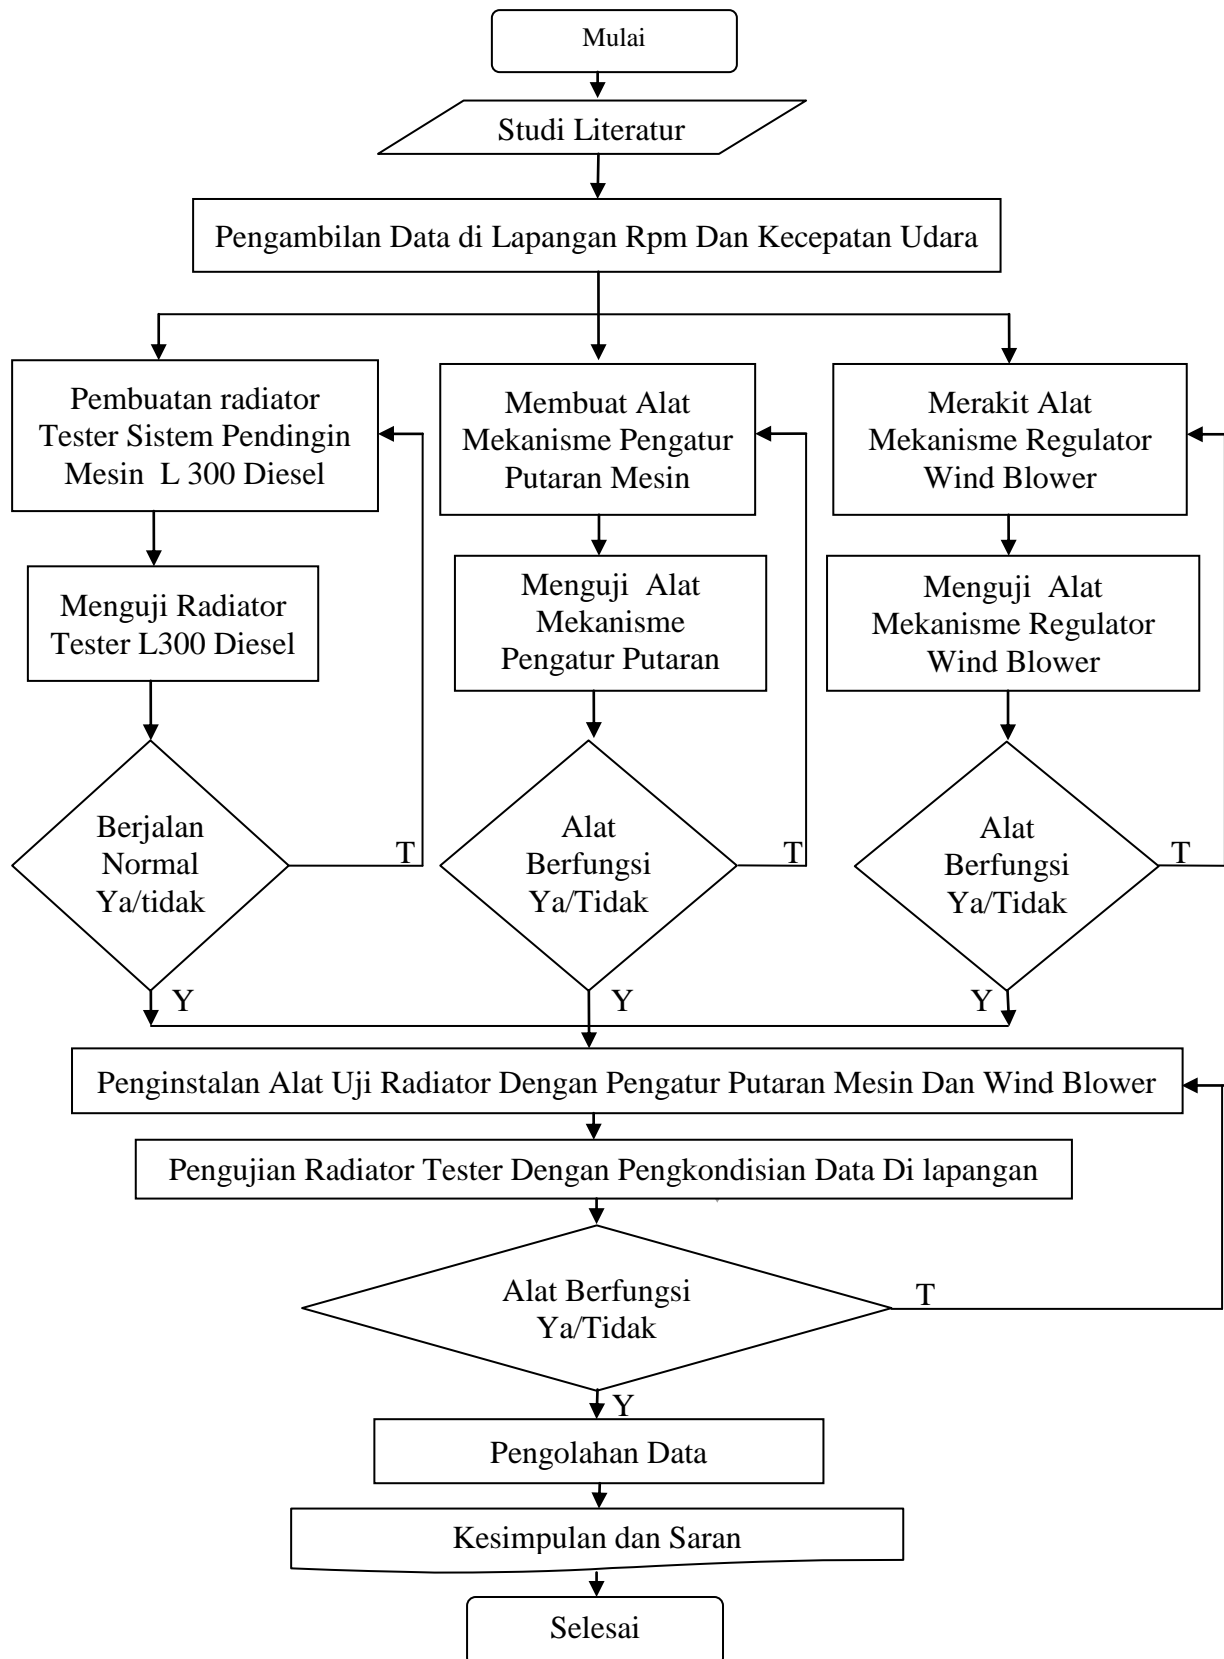 Mulai
Studi Literatur
Pengambilan Data di Lapangan Rpm Dan Kecepatan Udara
Pembuatan radiator
Tester Sistem Pendingin
Mesin L 300 Diesel
Membuat Alat
Mekanisme Pengatur
Putaran Mesin
Merakit Alat
Mekanisme Regulator
Wind Blower
Menguji Radiator
Tester L300 Diesel
Menguji Alat
Mekanisme
Pengatur Putaran
Menguji Alat
Mekanisme Regulator
Wind Blower
Berjalan
Normal
Ya/tidak
T
Alat
Berfungsi
Ya/Tidak
T
Alat
Berfungsi
Ya/Tidak
T
Y
Y
Y
Penginstalan Alat Uji Radiator Dengan Pengatur Putaran Mesin Dan Wind Blower
Pengujian Radiator Tester Dengan Pengkondisian Data Di lapangan
Alat Berfungsi
Ya/Tidak
T
Y
Pengolahan Data
Kesimpulan dan Saran
Selesai